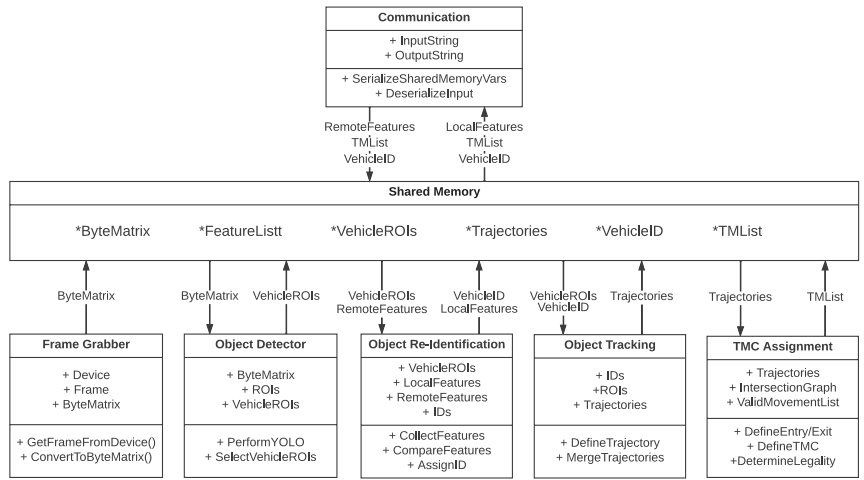 Communication
+ InputString
+ OutputString
+ SerializeSharedMemoryVars
+ DeserializeInput
RemoteFeatures
TMList
VehicleID
LocalFeatures
TMList
VehicleID
Shared Memory
*ByteMatrix *FeatureListt *VehicleROIs *Trajectories *VehicleID *TMList
ByteMatrix
ByteMatrix
VehicleROIs
VehicleROIs
RemoteFeatures
VehicleID
LocalFeatures
VehicleROIs
VehicleID
Trajectories
Trajectories
TMList
Frame Grabber
+ Device
+ Frame
+ ByteMatrix
+ GetFrameFromDevice()
+ ConvertToByteMatrix()
Object Detector
+ ByteMatrix
+ ROIs
+ VehicleROIs
+ PerformYOLO
+ SelectVehicleROIs
Object Re-Identification
+ VehicleROIs
+ LocalFeatures
+ RemoteFeatures
+ IDs
+ CollectFeatures
+ CompareFeatures
+ AssignID
Object Tracking
+ IDs
+ROIs
+ Trajectories
+ DefineTrajectory
+ MergeTrajectories
TMC Assignment
+ Trajectories
+ IntersectionGraph
+ ValidMovementList
+ DefineEntry/Exit
+ DefineTMC
+DetermineLegality